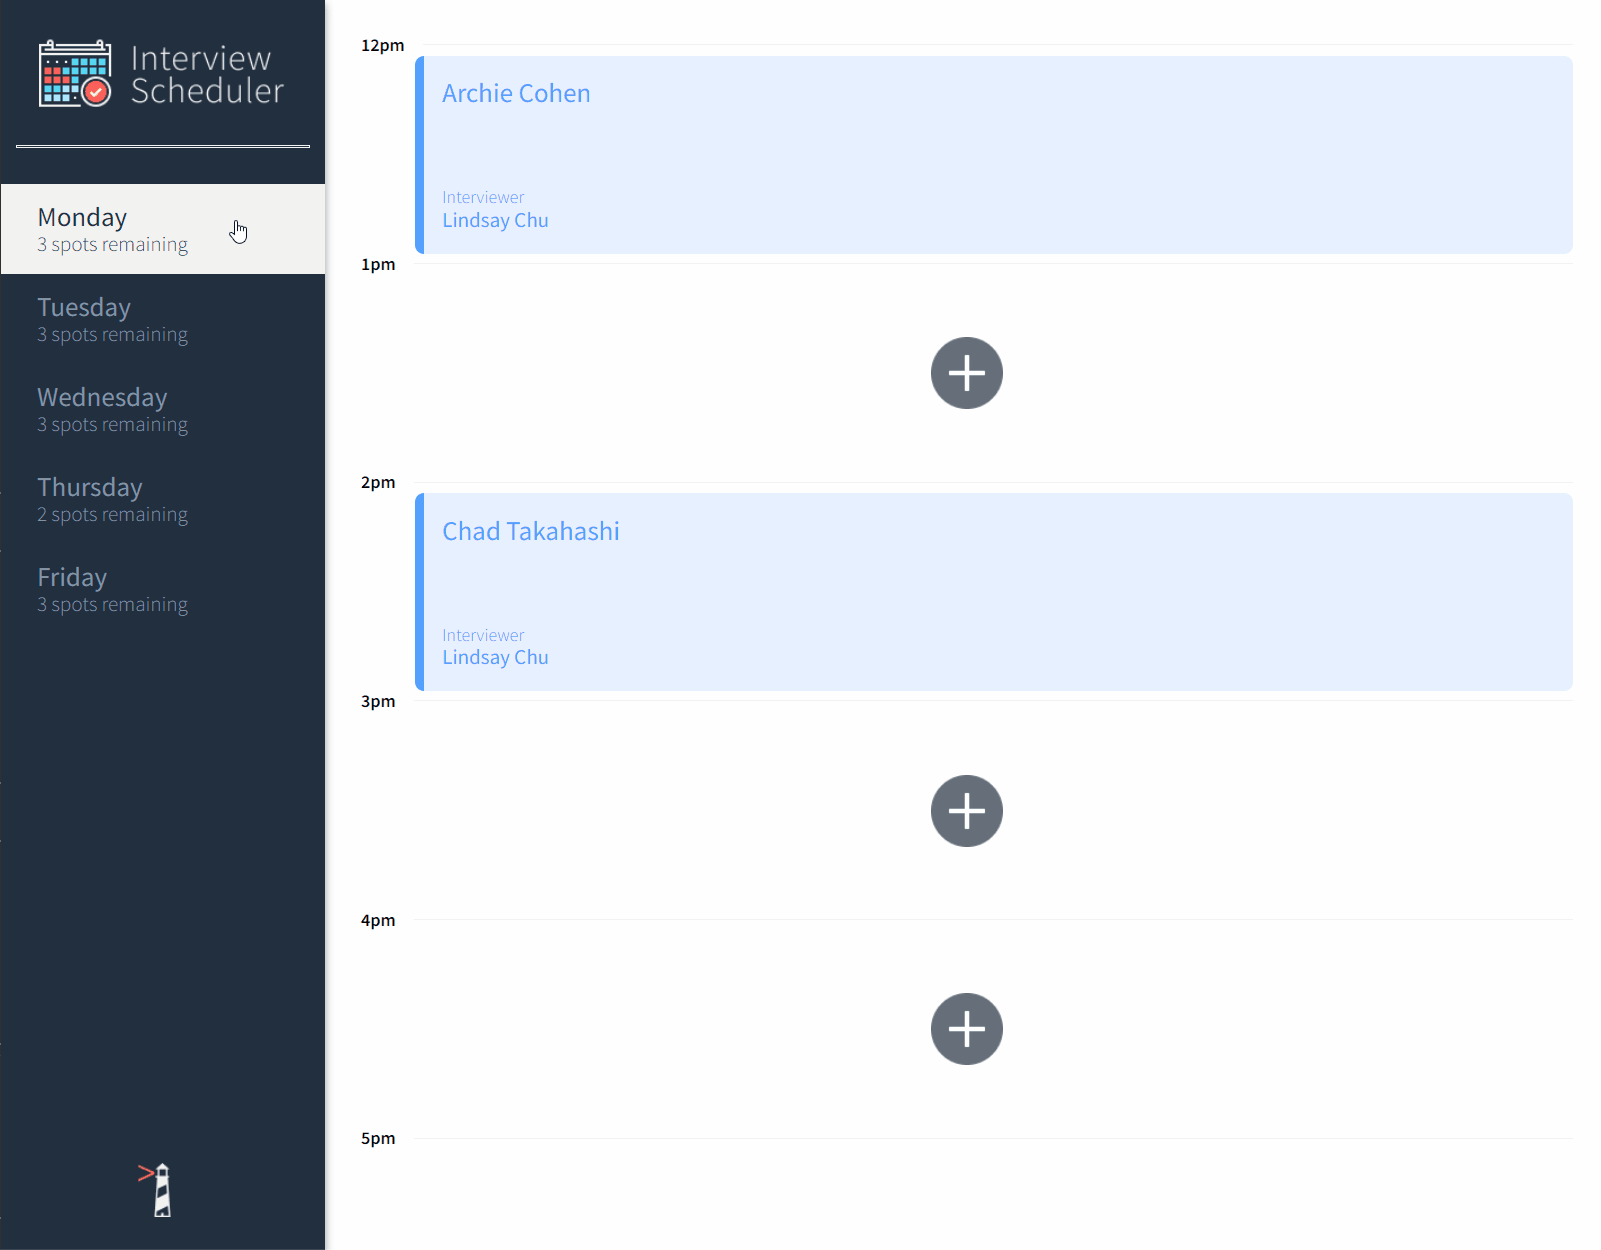 Interview
Scheduler
Monday
3 spots remaining
Tuesday
3 spots remaining
Wednesday
3 spots remaining
Thursday
2 spots remaining
Friday
3 spots remaining
12pm
Archie Cohen
Interviewer
Lindsay Chu
1pm
2pm
Chad Takahashi
Interviewer
Lindsay Chu
3pm
4pm
5pm